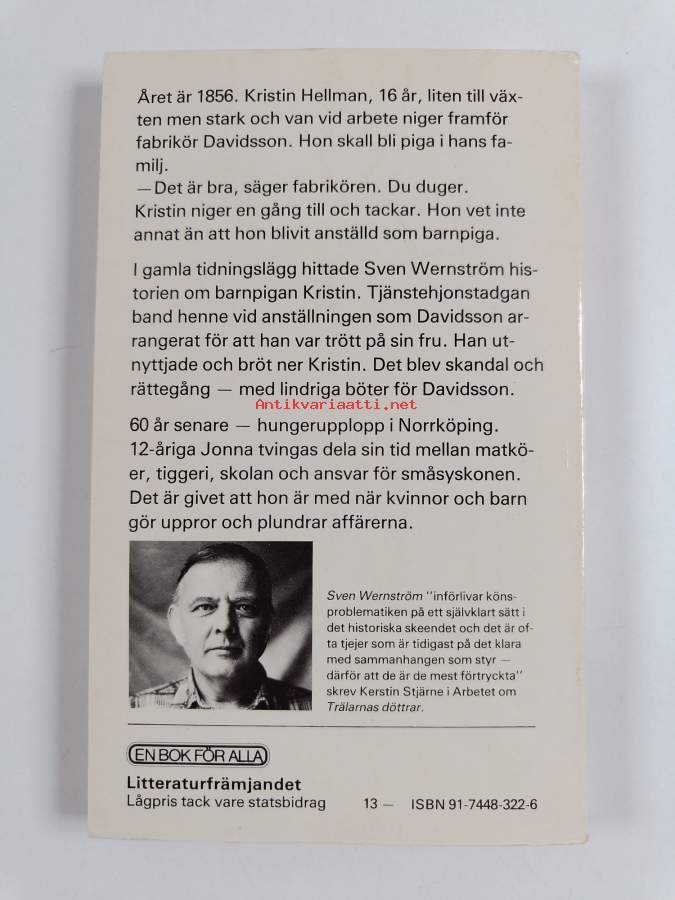 Året är 1856. Kristin Hellman, 16 år, liten till väx-
ten men stark och van vid arbete niger framför
fabrikör Davidsson. Hon skall bli piga i hans fa-
milj.
— Det är bra, säger fabrikören. Du duger.
Kristin niger en gång till och tackar. Hon vet inte
annat än att hon blivit anställd som barnpiga.
I gamla tidningslägg hittade Sven Wernström his-
torien om barnpigan Kristin. Tjänstehjonstadgan
band henne vid anställningen som Davidsson ar-
rangerat för att han var trött på sin fru. Han ut-
nyttjade och bröt ner Kristin. Det blev skandal och
rättegång — med lindriga böter för Davidsson.
Antikvariaatti.net
60 år senare — hungerupplopp i Norrköping.
12-åriga Jonna tvingas dela sin tid mellan matkö-
er, tiggeri, skolan och ansvar för småsyskonen.
Det är givet att hon är med när kvinnor och barn
gör uppror och plundrar affärerna.
Sven Wernström "införlivar köns-
problematiken på ett självklart sätt i
det historiska skeendet och det är of-
ta tjejer som är tidigast på det klara
med sammanhangen som styr —
därför att de är de mest förtryckta"
skrev Kerstin Stjärne i Arbetet om
Trälarnas döttrar.
EN BOK FÖR ALLA
Litteraturfrämjandet
Lågpris tack vare statsbidrag 13 — ISBN 91-7448-322-6